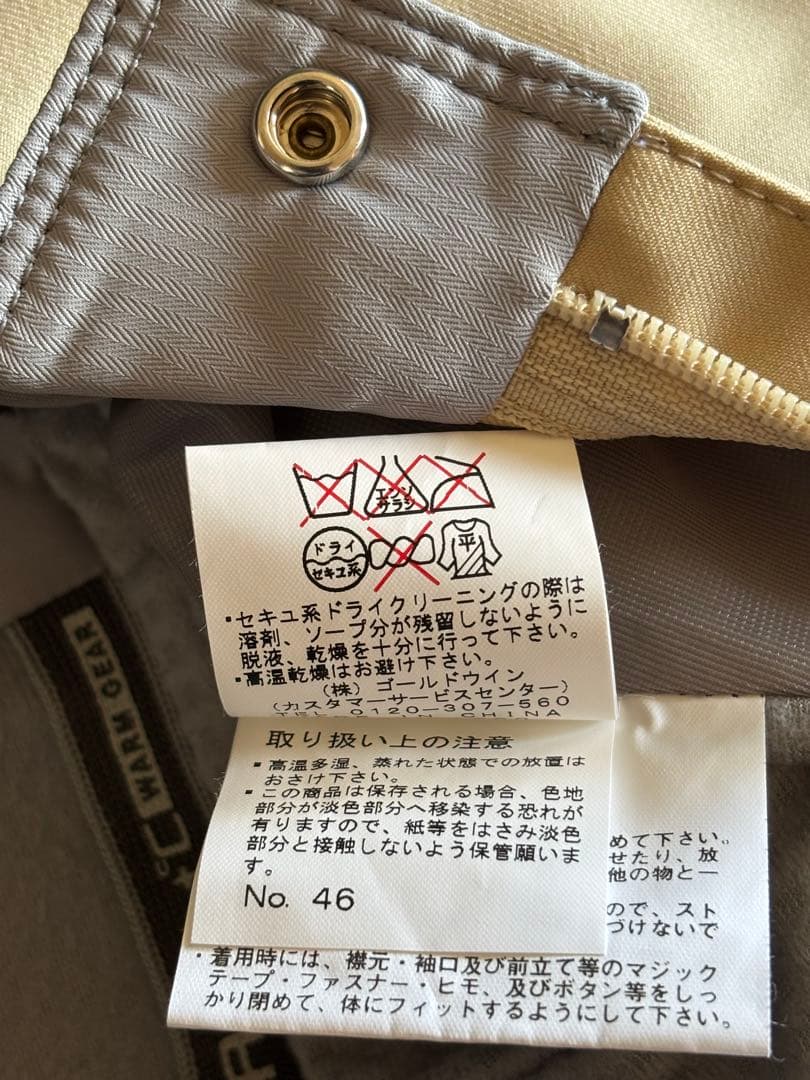 エンソ
サラシ
ドライ
セキユ系
平
・セキユ系ドライクリーニングの際は
溶剤、ソープ分が残留しないように
脱液、乾燥を十分に行って下さい。
・高温乾燥はお避け下さい。
(株) ゴールドウイン
(カスタマーサービスセンター)
TEL 0120-307-560
CHINA
取り扱い上の注意
・高温多湿、蒸れた状態での放置は
おさけ下さい。
・この商品は保存される場合、色地
部分が淡色部分へ移染する恐れが
有りますので、紙等をはさみ淡色
部分と接触しないよう保管願いま
す。
No. 46
めて下さい。
せたり、放
他の物と一
ので、スト
づけないで
・着用時には、襟元・袖口及び前立て等のマジック
テープ・ファスナー・ヒモ、及びボタン等をしっ
かり閉めて、体にフィットするようにして下さい。
℃ WARM GEAR